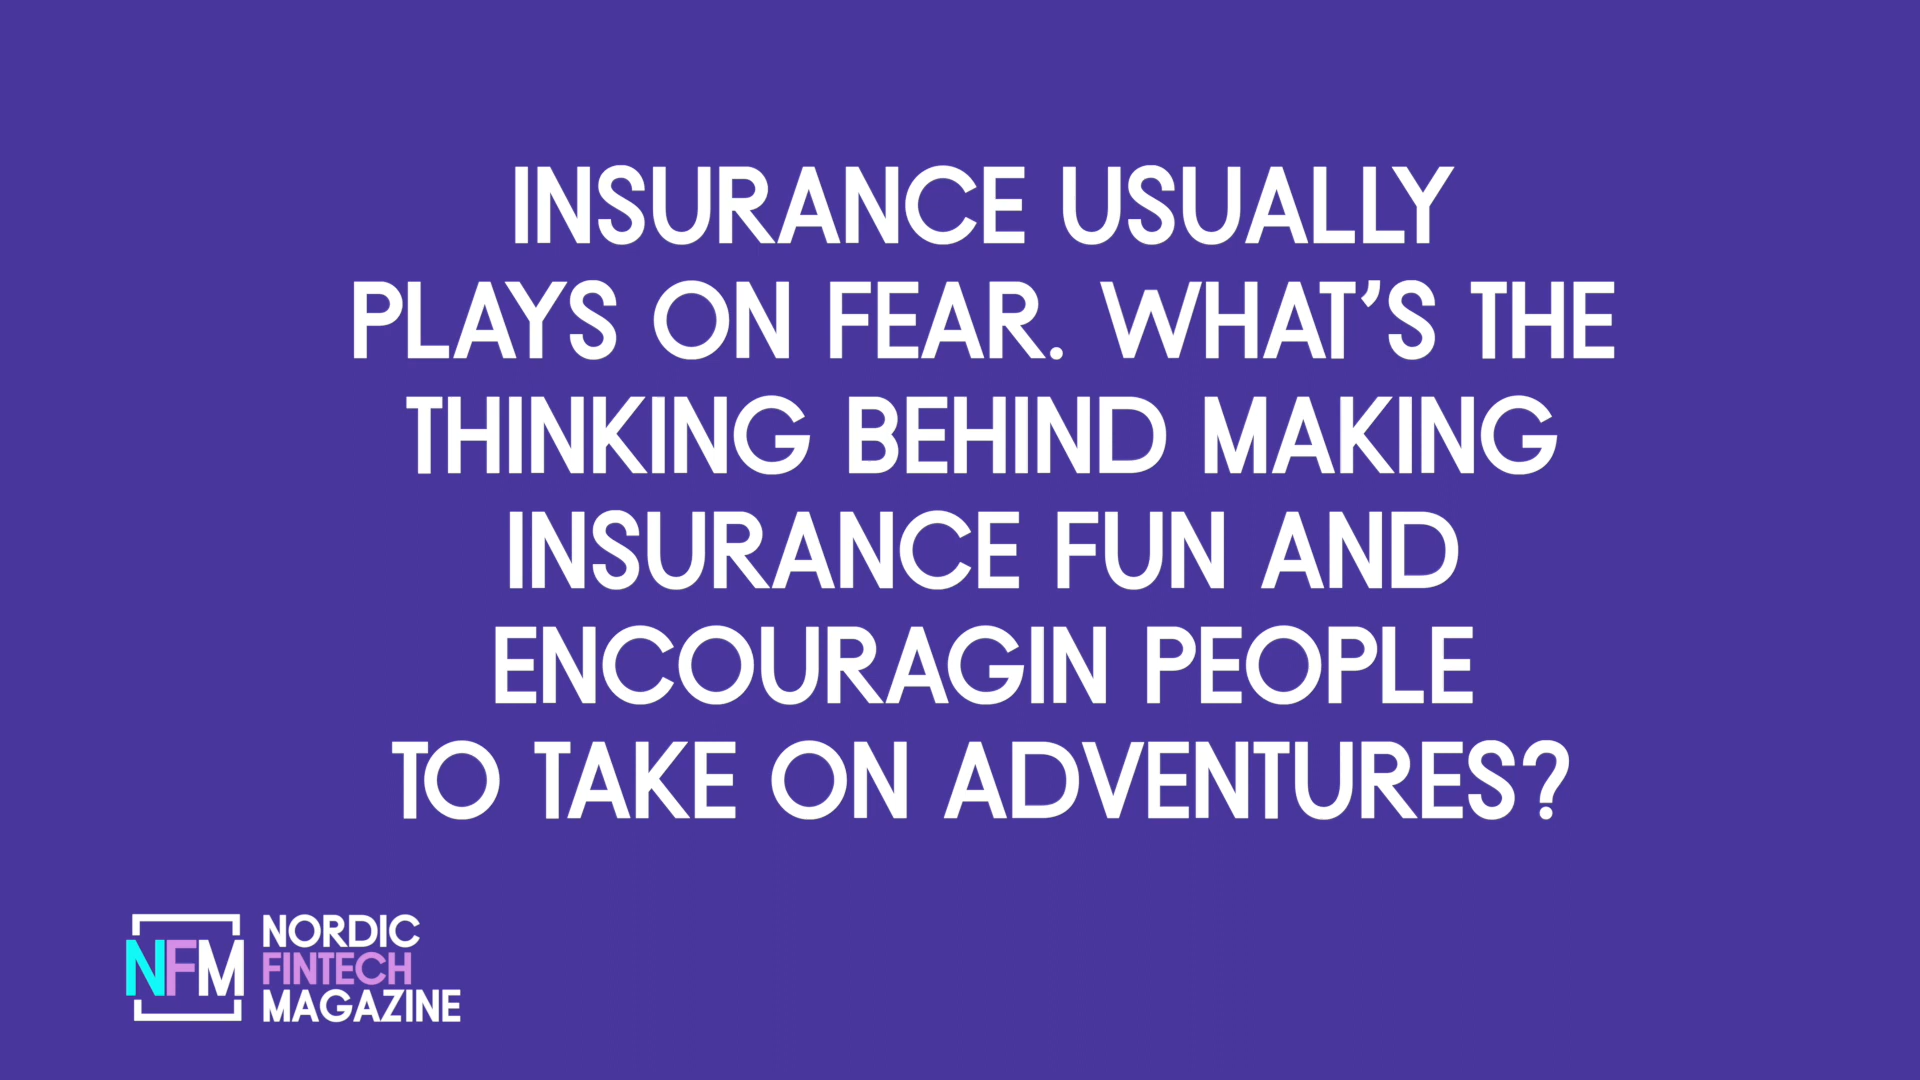 INSURANCE USUALLY
PLAYS ON FEAR. WHAT'S THE
THINKING BEHIND MAKING
INSURANCE FUN AND
ENCOURAGIN PEOPLE
TO TAKE ON ADVENTURES?
NFM
NORDIC
FINTECH
MAGAZINE